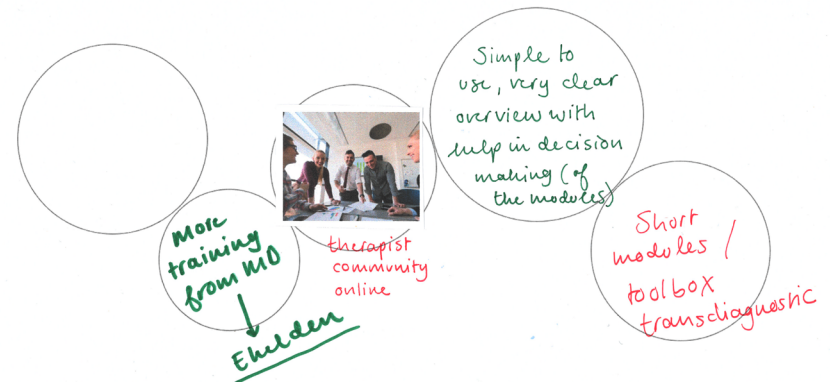 More
training
from MD
Ehelden
therapist
community
online
Simple to
use, very clear
overview with
help in decision
making (of
the modules)
Short
modules /
toolbox
transdiagnostic